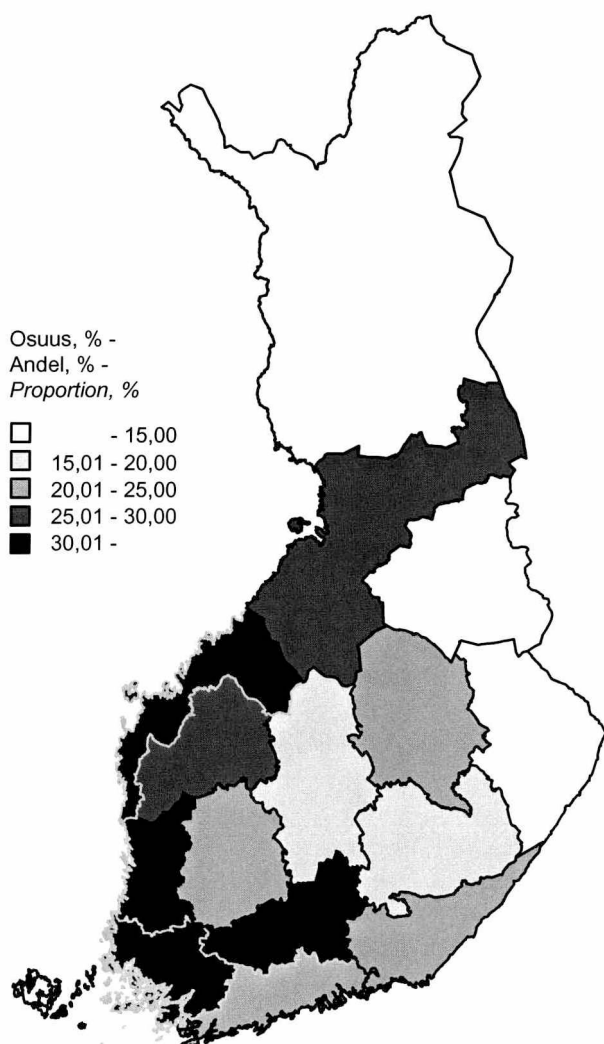 Osuus, % -
Andel, % -
Proportion, %
- 15,00
15,01 - 20,00
20,01 - 25,00
25,01 - 30,00
30,01 -